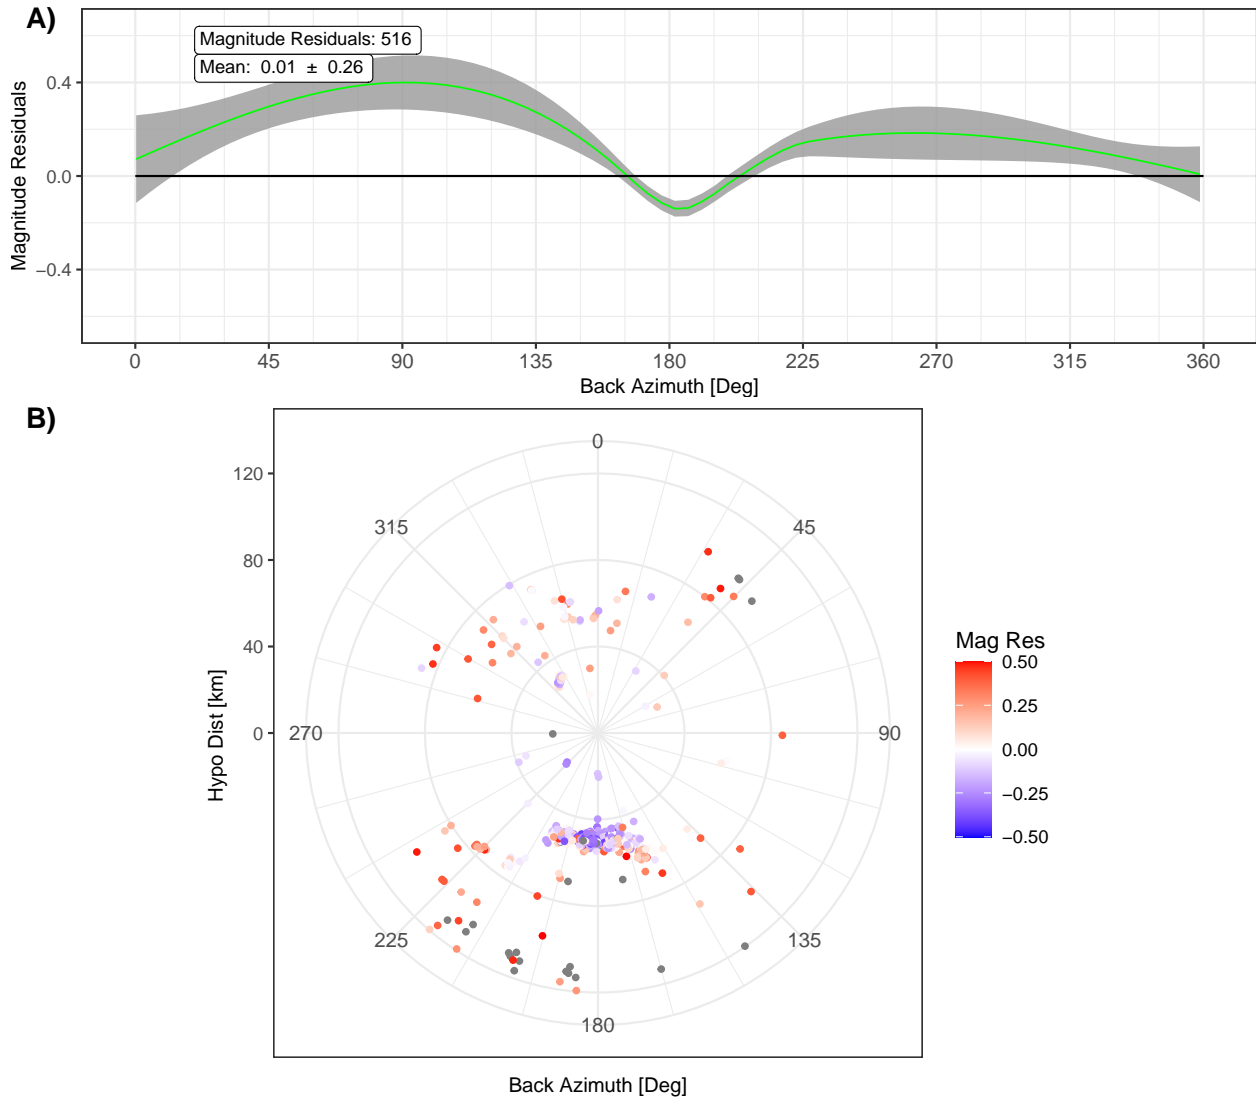 A)
Magnitude Residuals: 516
Mean: 0.01 ± 0.26
Magnitude Residuals
0.4
0.0
−0.4
0 45 90 135 180 225 270 315 360
Back Azimuth [Deg]
B)
Hypo Dist [km]
120
80
40
0
0
45
90
135
180
225
270
315
Back Azimuth [Deg]
Mag Res
0.50
0.25
0.00
−0.25
−0.50